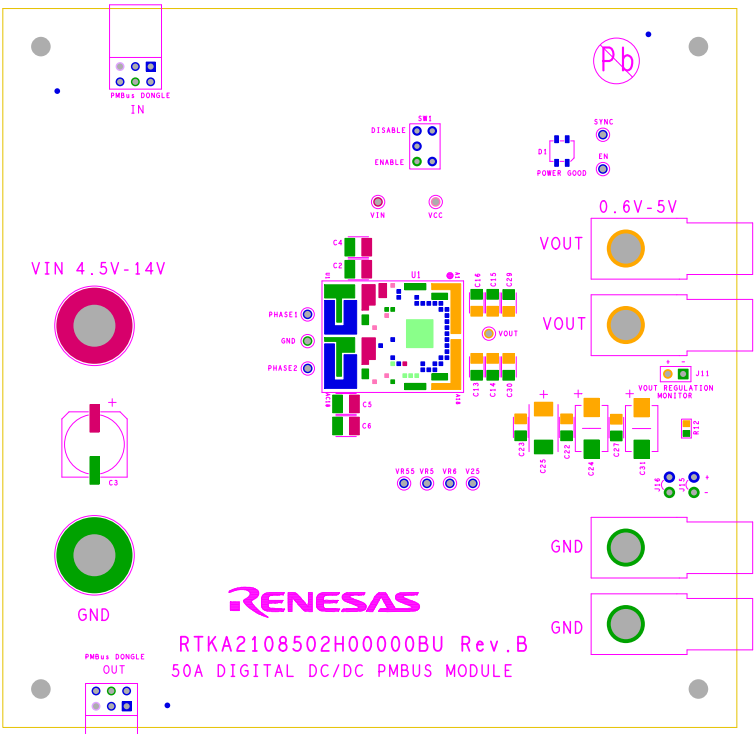 PMBus DONGLE
IN
Pb
SW1
DISABLE
ENABLE
SYNC
D1
EN
POWER GOOD
VIN
VCC
0.6V-5V
VOUT
VIN 4.5V-14V
C4
C2
U1
C16
C15
C29
A1
PHASE1
GND
PHASE2
VOUT
VOUT
+ -
J11
VOUT REGULATION
MONITOR
C13
C14
C30
A18
C5
C6
+
C3
+
+
+
C23
C25
C22
C24
C27
C31
R12
VR55
VR5
VR6
V25
J16
J15
+
-
GND
GND
GND
RENESAS
RTKA2108502H00000BU Rev.B
50A DIGITAL DC/DC PMBUS MODULE
PMBus DONGLE
OUT